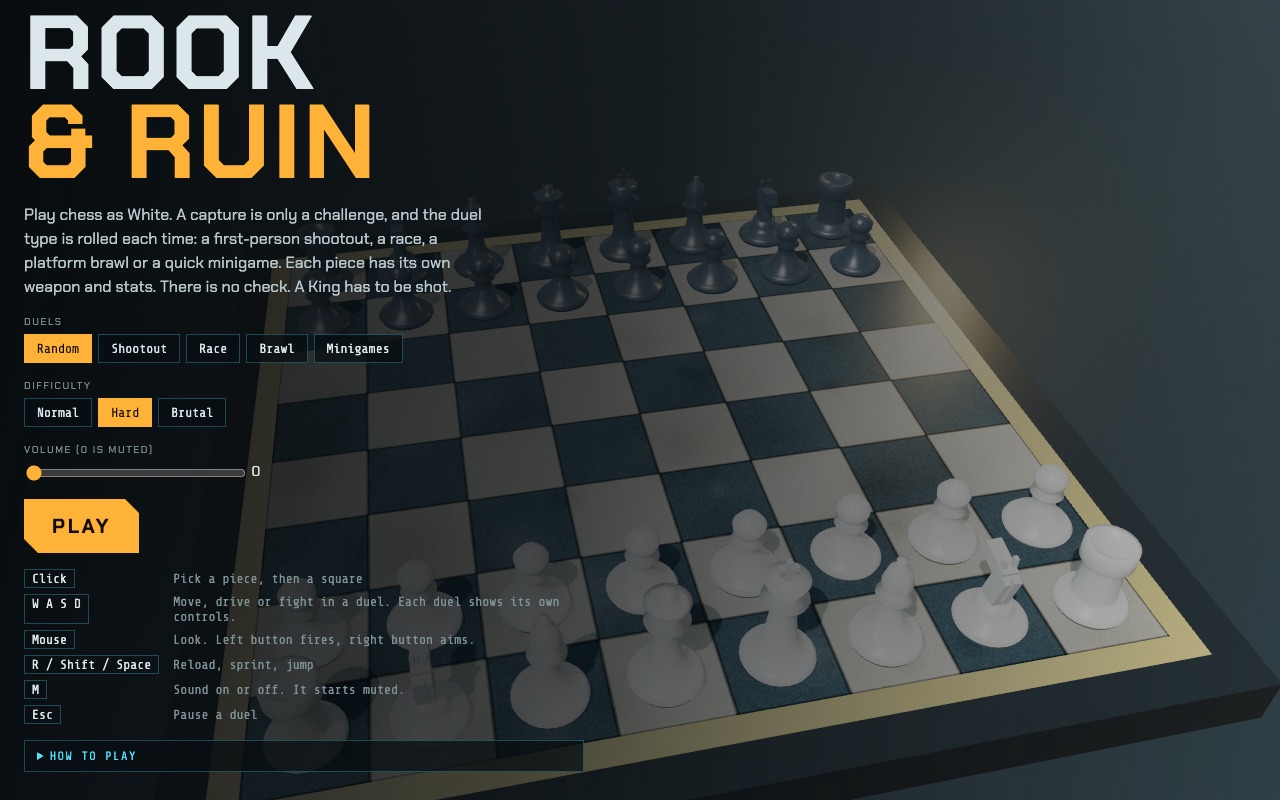 ROOK
& RUIN
Play chess as White. A capture is only a challenge, and the duel
type is rolled each time: a first-person shootout, a race, a
platform brawl or a quick minigame. Each piece has its own
weapon and stats. There is no check. A King has to be shot.
DUELS
Random Shootout Race Brawl Minigames
DIFFICULTY
Normal Hard Brutal
VOLUME (0 IS MUTED)
0
PLAY
Click Pick a piece, then a square
W A S D Move, drive or fight in a duel. Each duel shows its own
controls.
Mouse Look. Left button fires, right button aims.
R / Shift / Space Reload, sprint, jump
M Sound on or off. It starts muted.
Esc Pause a duel
HOW TO PLAY